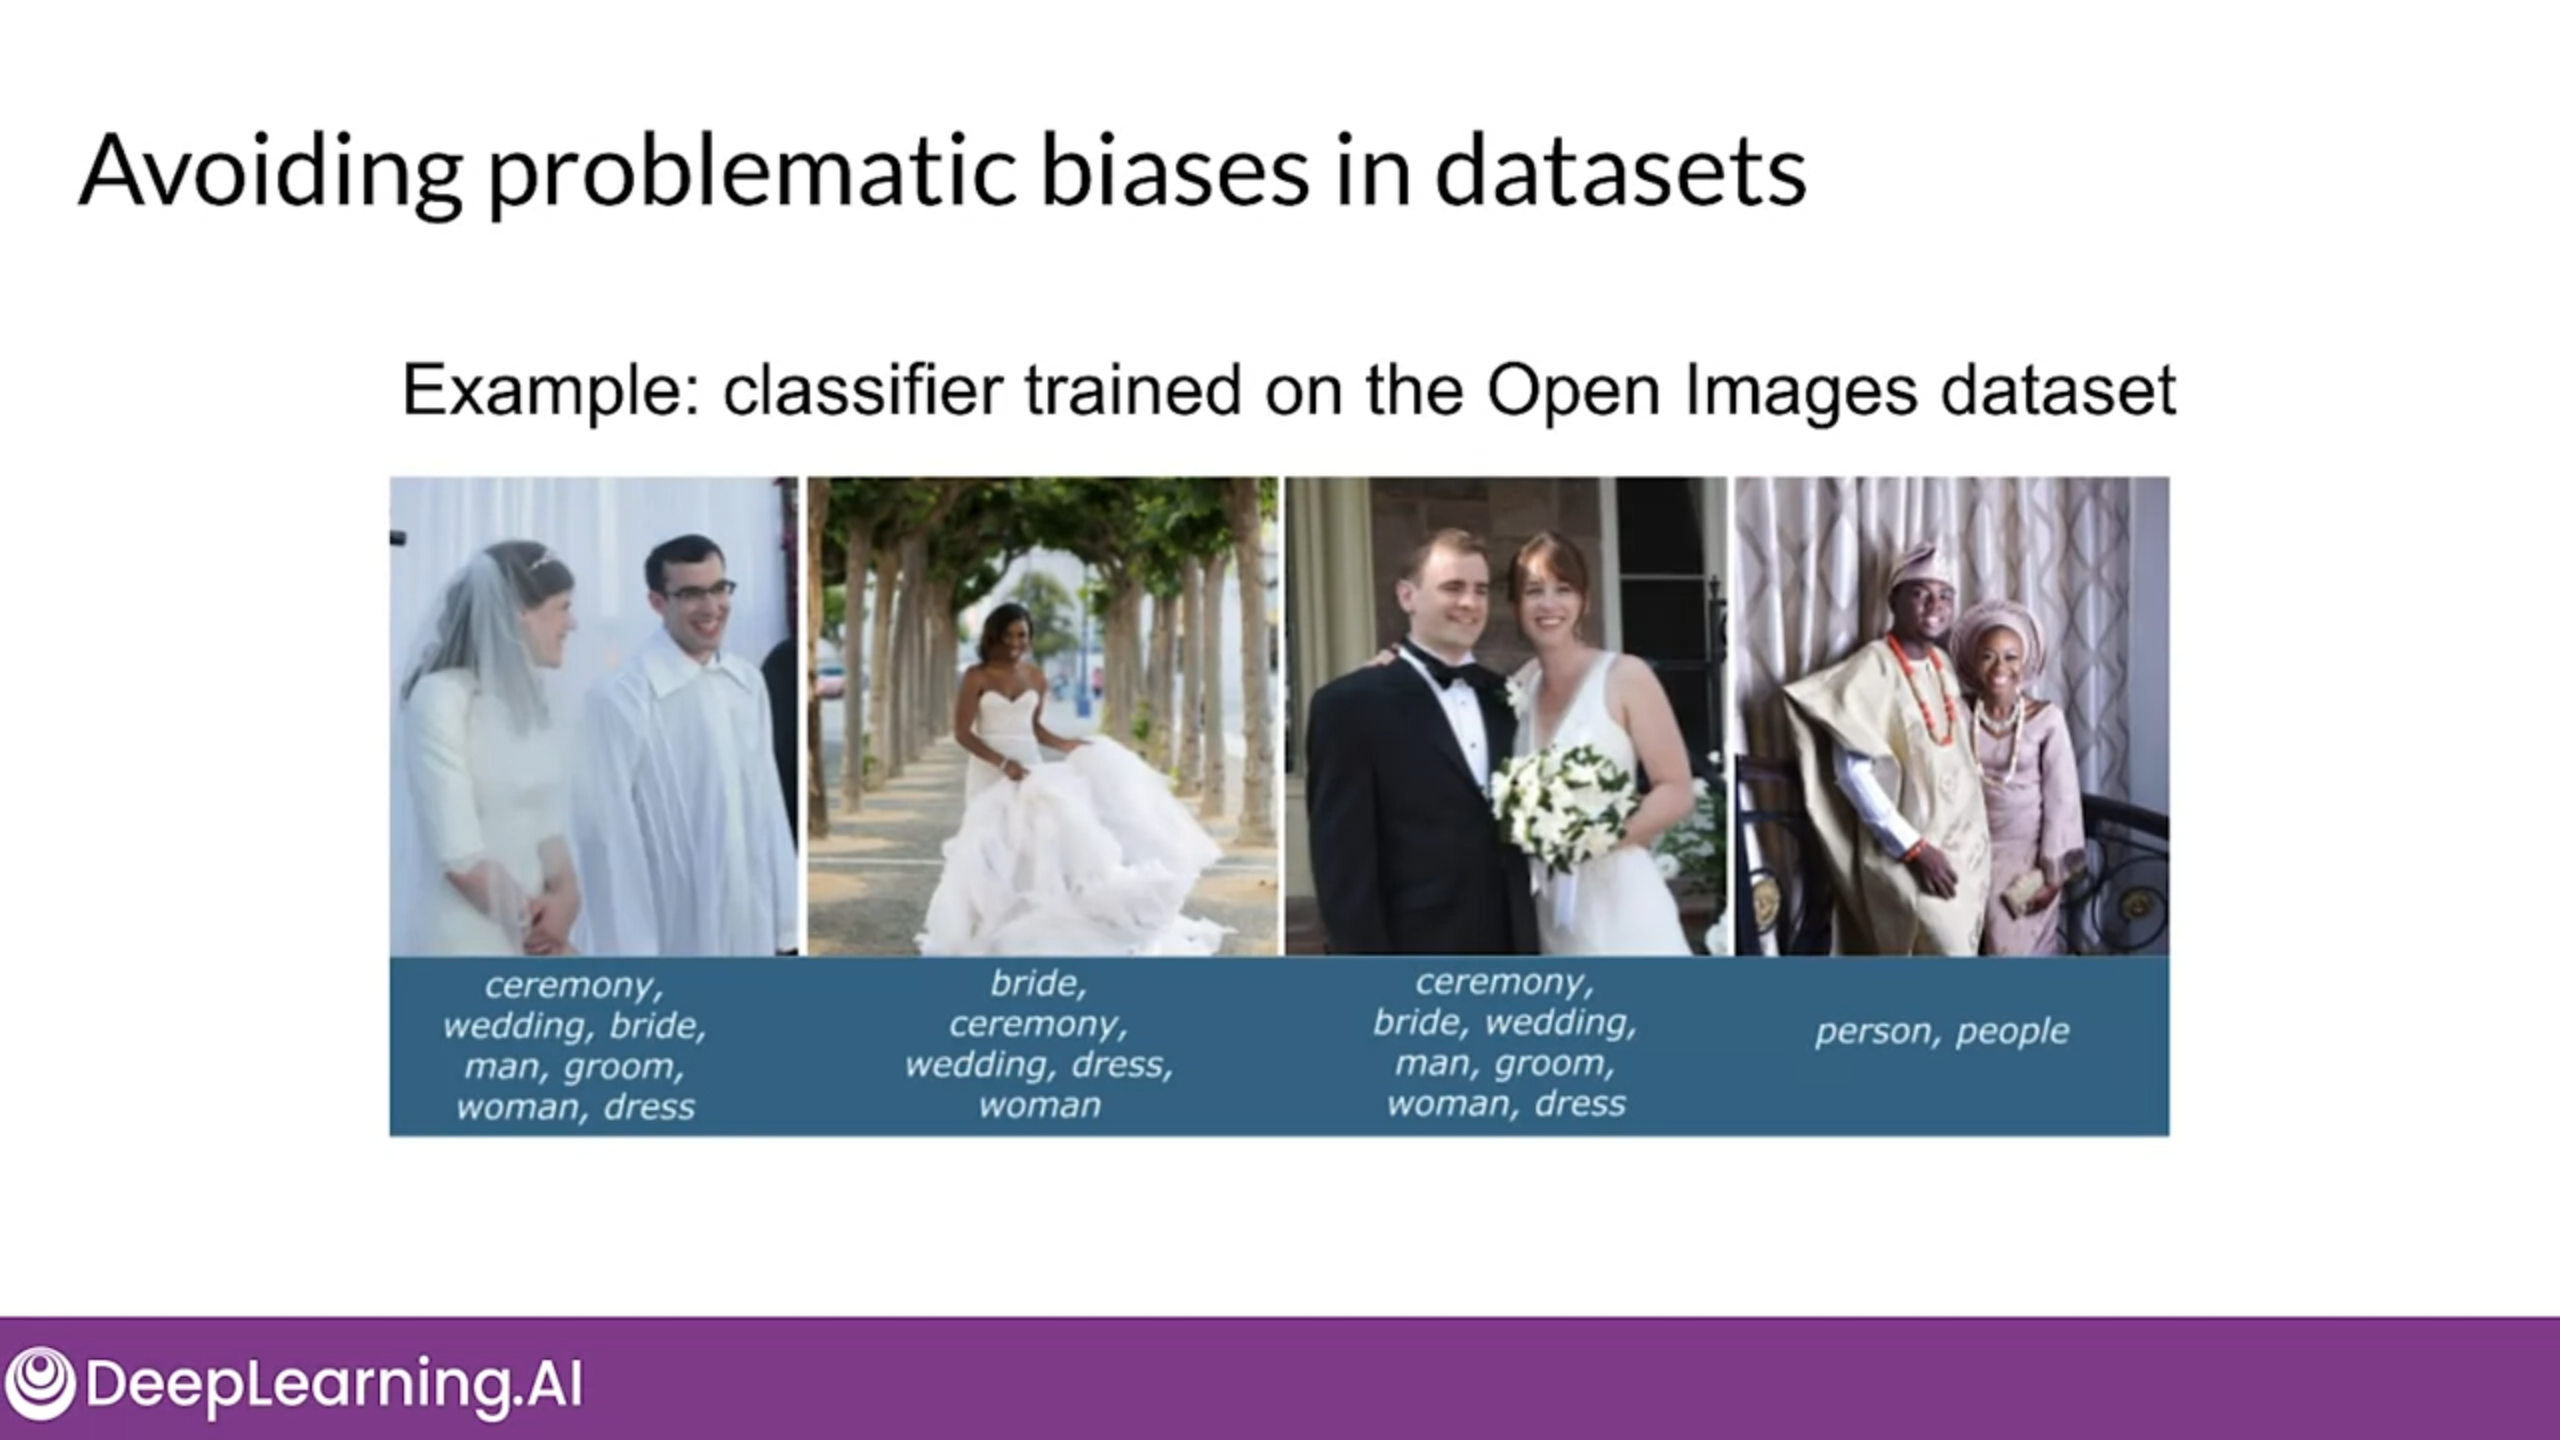 Avoiding problematic biases in datasets
Example: classifier trained on the Open Images dataset
ceremony,
wedding, bride,
man, groom,
woman, dress
bride,
ceremony,
wedding, dress,
woman
ceremony,
bride, wedding,
man, groom,
woman, dress
person, people
DeepLearning.AI